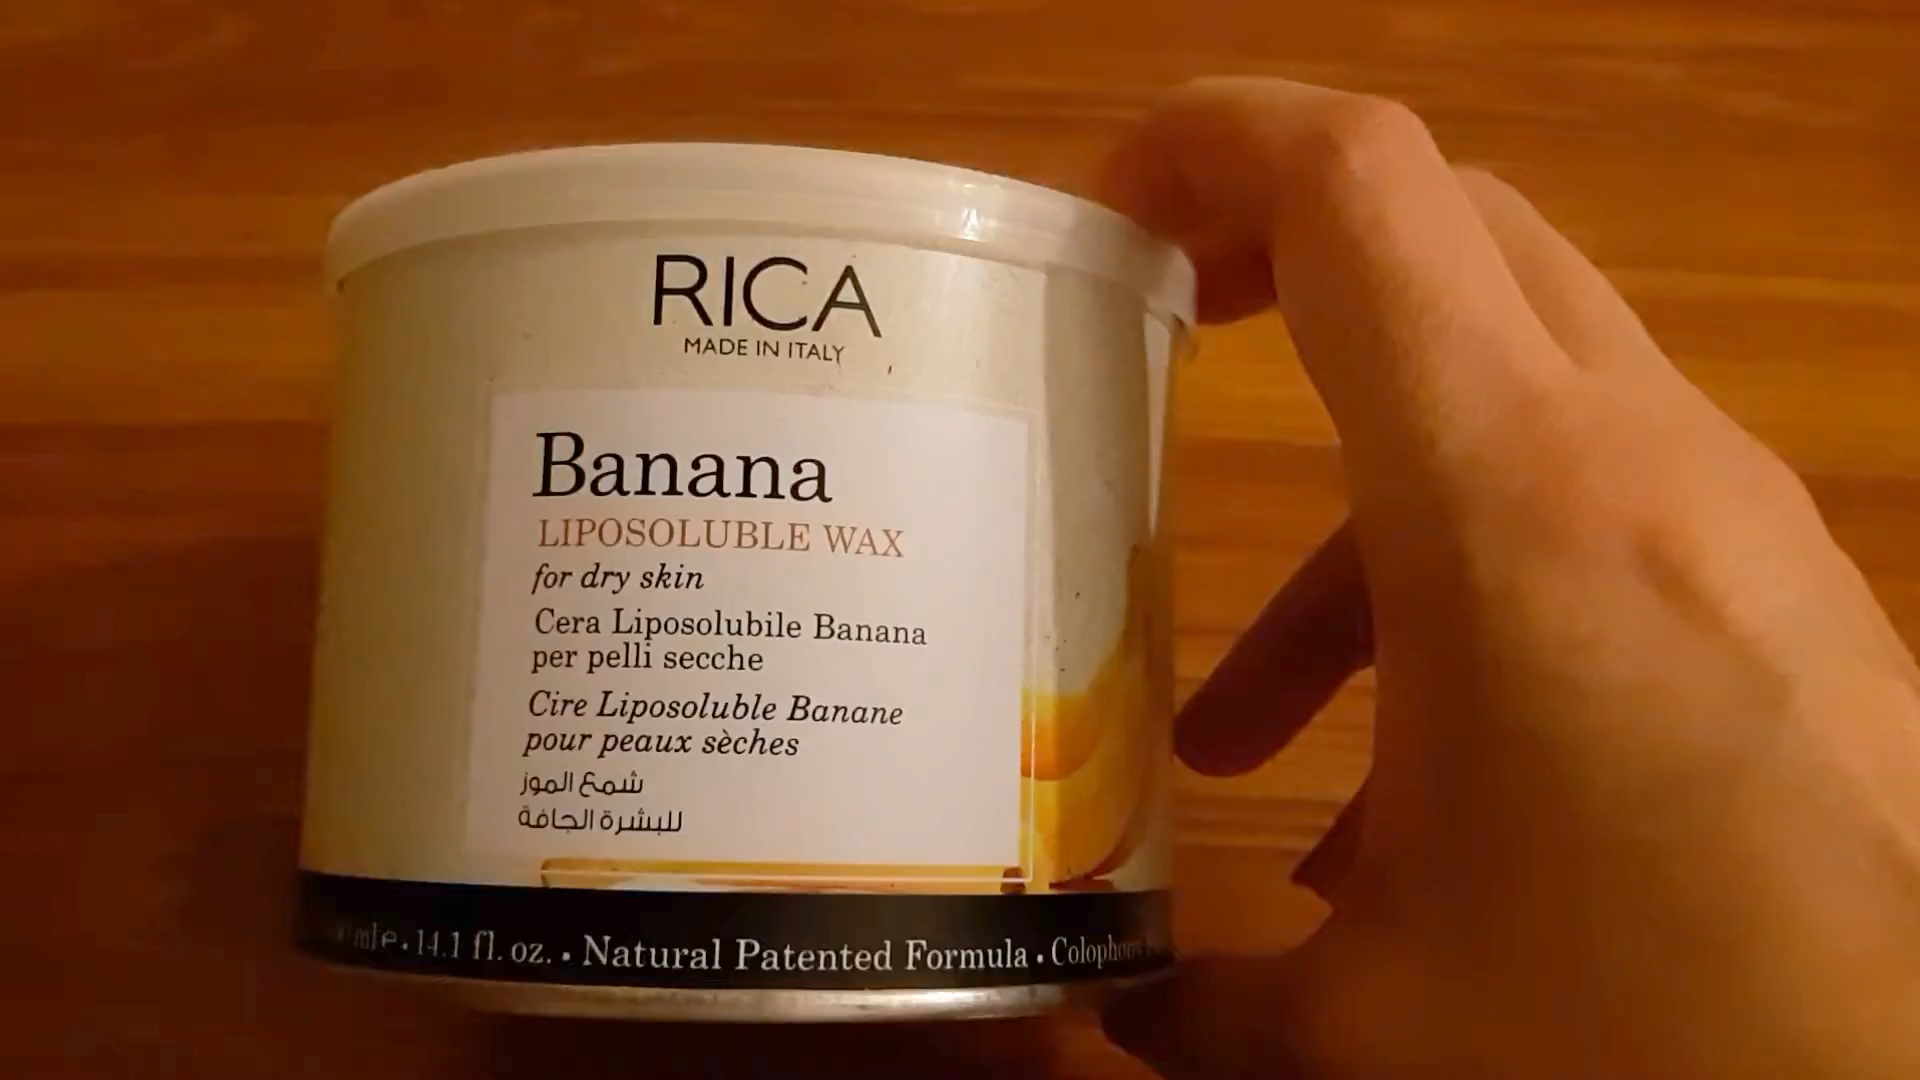 RICA
MADE IN ITALY
Banana
LIPOSOLUBLE WAX
for dry skin
Cera Liposolubile Banana
per pelli secche
Cire Liposoluble Banane
pour peaux sèches
شمع الموز
للبشرة الجافة
• 14.1 fl. oz. • Natural Patented Formula •